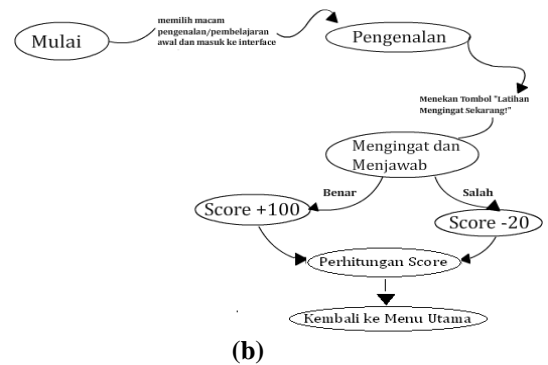 Mulai
memilih macam
pengenalan/pembelajaran
awal dan masuk ke interface
Pengenalan
Menekan Tombol "Latihan
Mengingat Sekarang!"
Mengingat dan
Menjawab
Benar
Salah
Score +100
Score -20
Perhitungan Score
Kembali ke Menu Utama
(b)